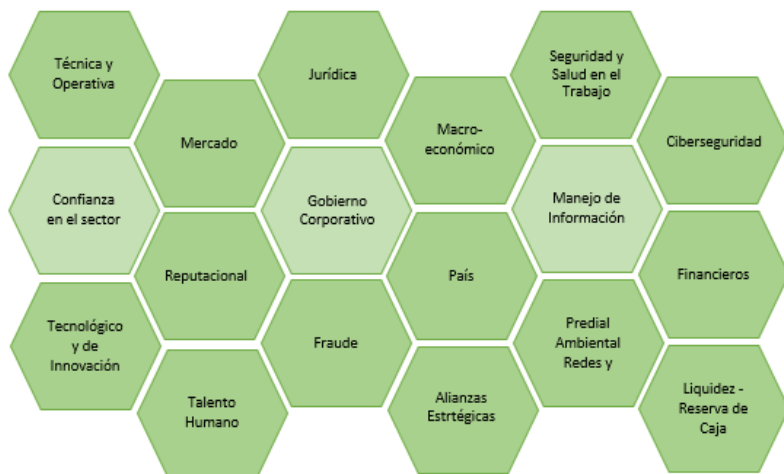 Técnica y
Operativa
Jurídica
Seguridad y
Salud en el
Trabajo
Mercado
Macro-
económico
Ciberseguridad
Confianza
en el sector
Gobierno
Corporativo
Manejo de
Información
Reputacional
País
Financieros
Tecnológico
y de
Innovación
Fraude
Predial
Ambiental
Redes y
Talento
Humano
Alianzas
Estrtégicas
Liquidez -
Reserva de
Caja